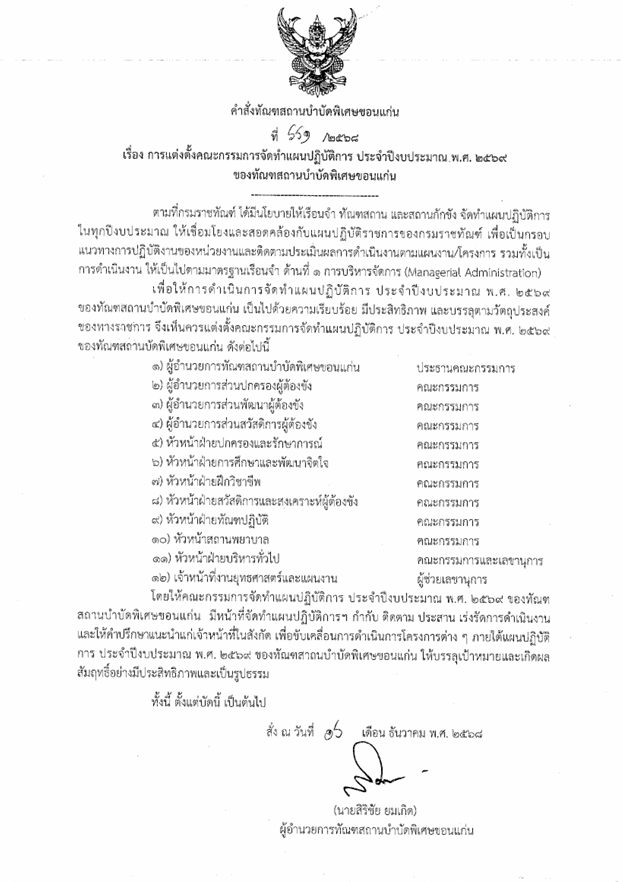 คำสั่งทัณฑสถานบำบัดพิเศษขอนแก่น
ที่ ๖๖๑ /๒๕๖๘
เรื่อง การแต่งตั้งคณะกรรมการจัดทำแผนปฏิบัติการ ประจำปีงบประมาณ พ.ศ. ๒๕๖๙
ของทัณฑสถานบำบัดพิเศษขอนแก่น
ตามที่กรมราชทัณฑ์ ได้มีนโยบายให้เรือนจำ ทัณฑสถาน และสถานกักขัง จัดทำแผนปฏิบัติการ
ในทุกปีงบประมาณ ให้เชื่อมโยงและสอดคล้องกับแผนปฏิบัติราชการของกรมราชทัณฑ์ เพื่อเป็นกรอบ
แนวทางการปฏิบัติงานของหน่วยงานและติดตามประเมินผลการดำเนินงานตามแผนงาน/โครงการ รวมทั้งเป็น
การดำเนินงาน ให้เป็นไปตามมาตรฐานเรือนจำ ด้านที่ ๑ การบริหารจัดการ (Managerial Administration)
เพื่อให้การดำเนินการจัดทำแผนปฏิบัติการ ประจำปีงบประมาณ พ.ศ. ๒๕๖๙
ของทัณฑสถานบำบัดพิเศษขอนแก่น เป็นไปด้วยความเรียบร้อย มีประสิทธิภาพ และบรรลุตามวัตถุประสงค์
ของทางราชการ จึงเห็นควรแต่งตั้งคณะกรรมการจัดทำแผนปฏิบัติการ ประจำปีงบประมาณ พ.ศ. ๒๕๖๙
ของทัณฑสถานบัดพิเศษขอนแก่น ดังต่อไปนี้
๑) ผู้อำนวยการทัณฑสถานบำบัดพิเศษขอนแก่น ประธานคณะกรรมการ
๒) ผู้อำนวยการส่วนปกครองผู้ต้องขัง คณะกรรมการ
๓) ผู้อำนวยการส่วนพัฒนาผู้ต้องขัง คณะกรรมการ
๔) ผู้อำนวยการส่วนสวัสดิการผู้ต้องขัง คณะกรรมการ
๕) หัวหน้าฝ่ายปกครองและรักษาการณ์ คณะกรรมการ
๖) หัวหน้าฝ่ายการศึกษาและพัฒนาจิตใจ คณะกรรมการ
๗) หัวหน้าฝ่ายฝึกวิชาชีพ คณะกรรมการ
๘) หัวหน้าฝ่ายสวัสดิการและสงเคราะห์ผู้ต้องขัง คณะกรรมการ
๙) หัวหน้าฝ่ายทัณฑปฏิบัติ คณะกรรมการ
๑๐) หัวหน้าสถานพยาบาล คณะกรรมการ
๑๑) หัวหน้าฝ่ายบริหารทั่วไป คณะกรรมการและเลขานุการ
๑๒) เจ้าหน้าที่งานยุทธศาสตร์และแผนงาน ผู้ช่วยเลขานุการ
โดยให้คณะกรรมการจัดทำแผนปฏิบัติการ ประจำปีงบประมาณ พ.ศ. ๒๕๖๙ ของทัณฑ
สถานบำบัดพิเศษขอนแก่น มีหน้าที่จัดทำแผนปฏิบัติการฯ กำกับ ติดตาม ประสาน เร่งรัดการดำเนินงาน
และให้คำปรึกษาแนะนำแก่เจ้าหน้าที่ในสังกัด เพื่อขับเคลื่อนการดำเนินการโครงการต่าง ๆ ภายใต้แผนปฏิบัติ
การ ประจำปีงบประมาณ พ.ศ. ๒๕๖๙ ของทัณฑสาถนบำบัดพิเศษขอนแก่น ให้บรรลุเป้าหมายและเกิดผล
สัมฤทธิ์อย่างมีประสิทธิภาพและเป็นรูปธรรม
ทั้งนี้ ตั้งแต่บัดนี้ เป็นต้นไป
สั่ง ณ วันที่ ๑๖ เดือน ธันวาคม พ.ศ. ๒๕๖๘
(นายสิริชัย ยมเกิด)
ผู้อำนวยการทัณฑสถานบำบัดพิเศษขอนแก่น